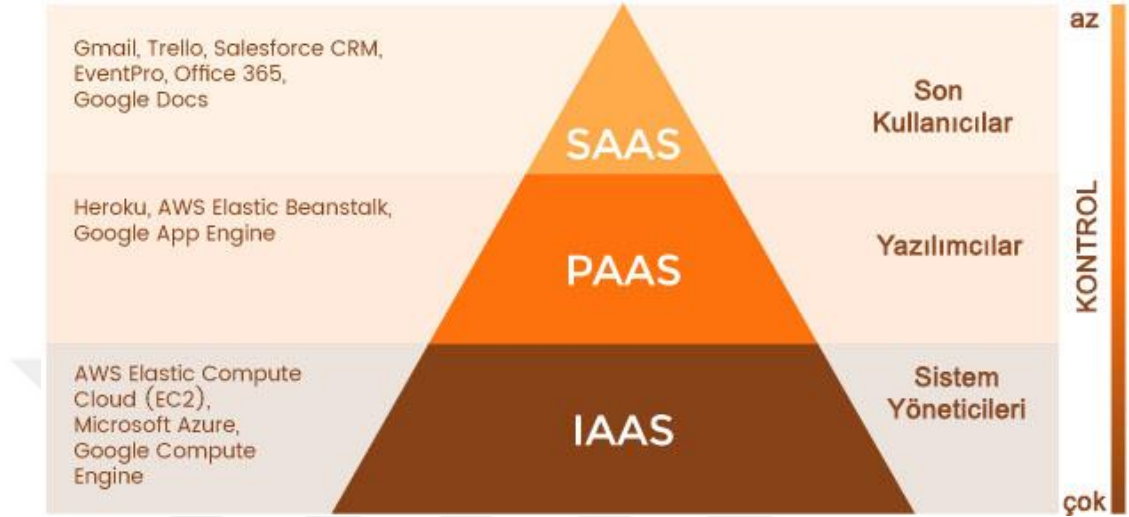 az
Gmail, Trello, Salesforce CRM,
EventPro, Office 365,
Google Docs
SAAS
Son
Kullanıcılar
Heroku, AWS Elastic Beanstalk,
Google App Engine
PAAS
Yazılımcılar
KONTROL
AWS Elastic Compute
Cloud (EC2),
Microsoft Azure,
Google Compute
Engine
IAAS
Sistem
Yöneticileri
çok